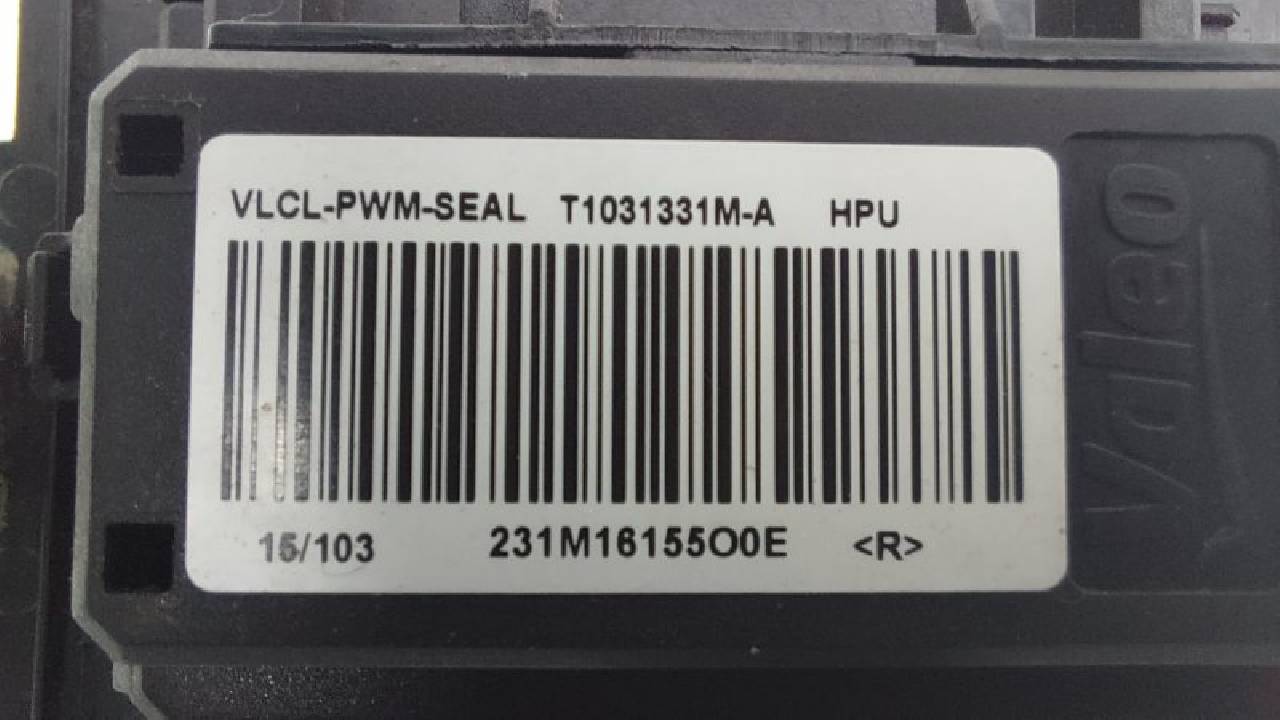 VLCL-PWM-SEAL T1031331M-A HPU
15/103 231M16155O0E <R>
Valeo